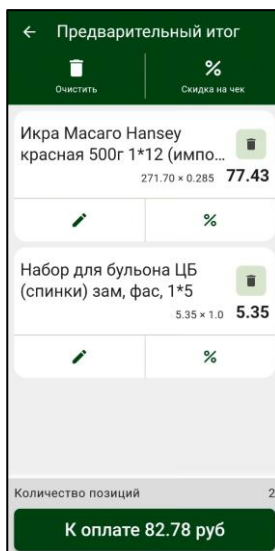 Предварительный итог
Очистить
Скидка на чек
Икра Масаго Hansey
красная 500г 1*12 (импо...
271.70 × 0.285 77.43
%
Набор для бульона ЦБ
(спинки) зам, фас, 1*5
5.35 × 1.0 5.35
%
Количество позиций 2
К оплате 82.78 руб